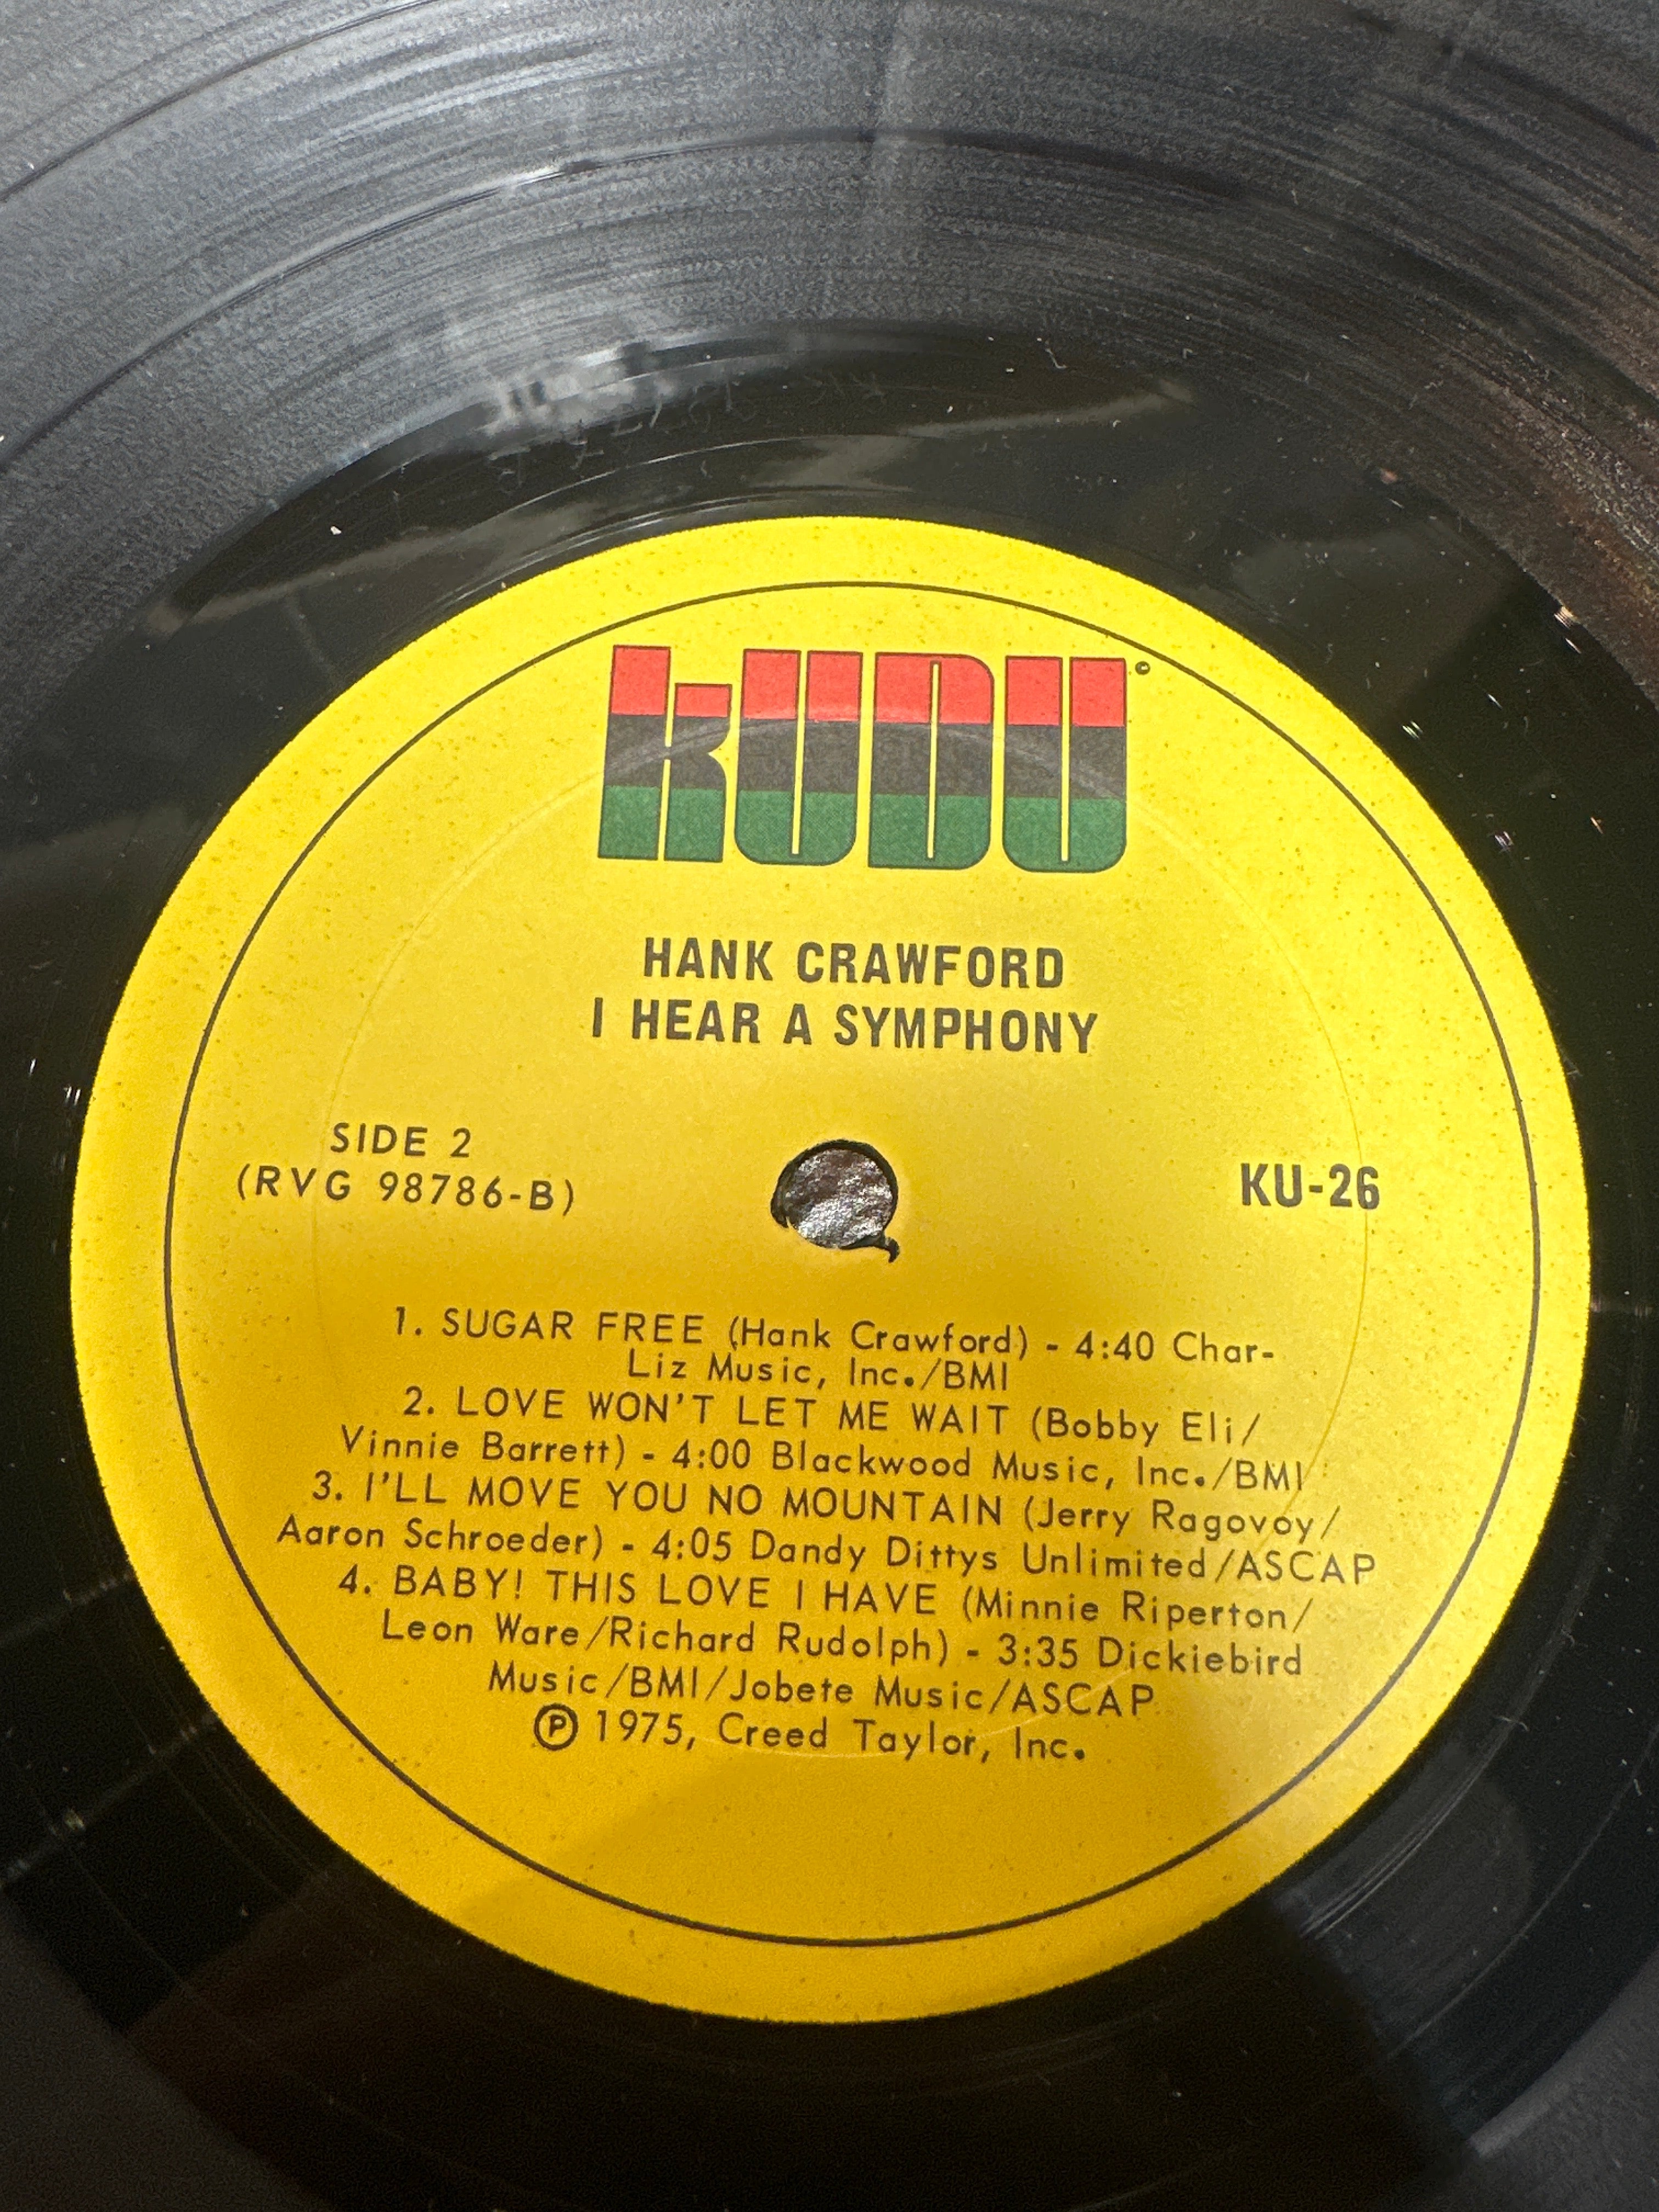 KUDU
HANK CRAWFORD
I HEAR A SYMPHONY
SIDE 2
(RVG 98786-B)
KU-26
1. SUGAR FREE (Hank Crawford) - 4:40 Char-
Liz Music, Inc./BMI
2. LOVE WON'T LET ME WAIT (Bobby Eli/
Vinnie Barrett) - 4:00 Blackwood Music, Inc./BMI
3. I'LL MOVE YOU NO MOUNTAIN (Jerry Ragovoy/
Aaron Schroeder) - 4:05 Dandy Dittys Unlimited/ASCAP
4. BABY! THIS LOVE I HAVE (Minnie Riperton/
Leon Ware/Richard Rudolph) - 3:35 Dickiebird
Music/BMI/Jobete Music/ASCAP
Ⓟ 1975, Creed Taylor, Inc.